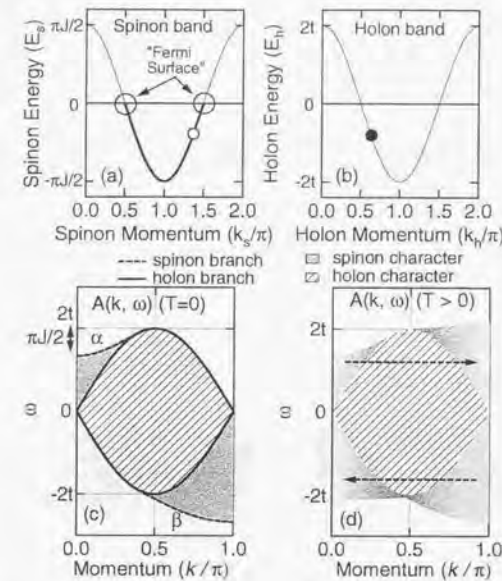 Spinon Energy (E_s)
πJ/2
0
-πJ/2
Spinon band
"Fermi
Surface"
(a)
0.0 0.5 1.0 1.5 2.0
Spinon Momentum (k_s/π)
Holon Energy (E_h)
2t
0
-2t
Holon band
(b)
0.0 0.5 1.0 1.5 2.0
Holon Momentum (k_h/π)
spinon branch
holon branch
spinon character
holon character
ω
2t
πJ/2
0
-2t
A(k, ω) (T=0)
α
β
(c)
0.0 0.5 1.0
Momentum (k/π)
ω
2t
0
-2t
A(k, ω) (T > 0)
(d)
0.0 0.5 1.0
Momentum (k/π)